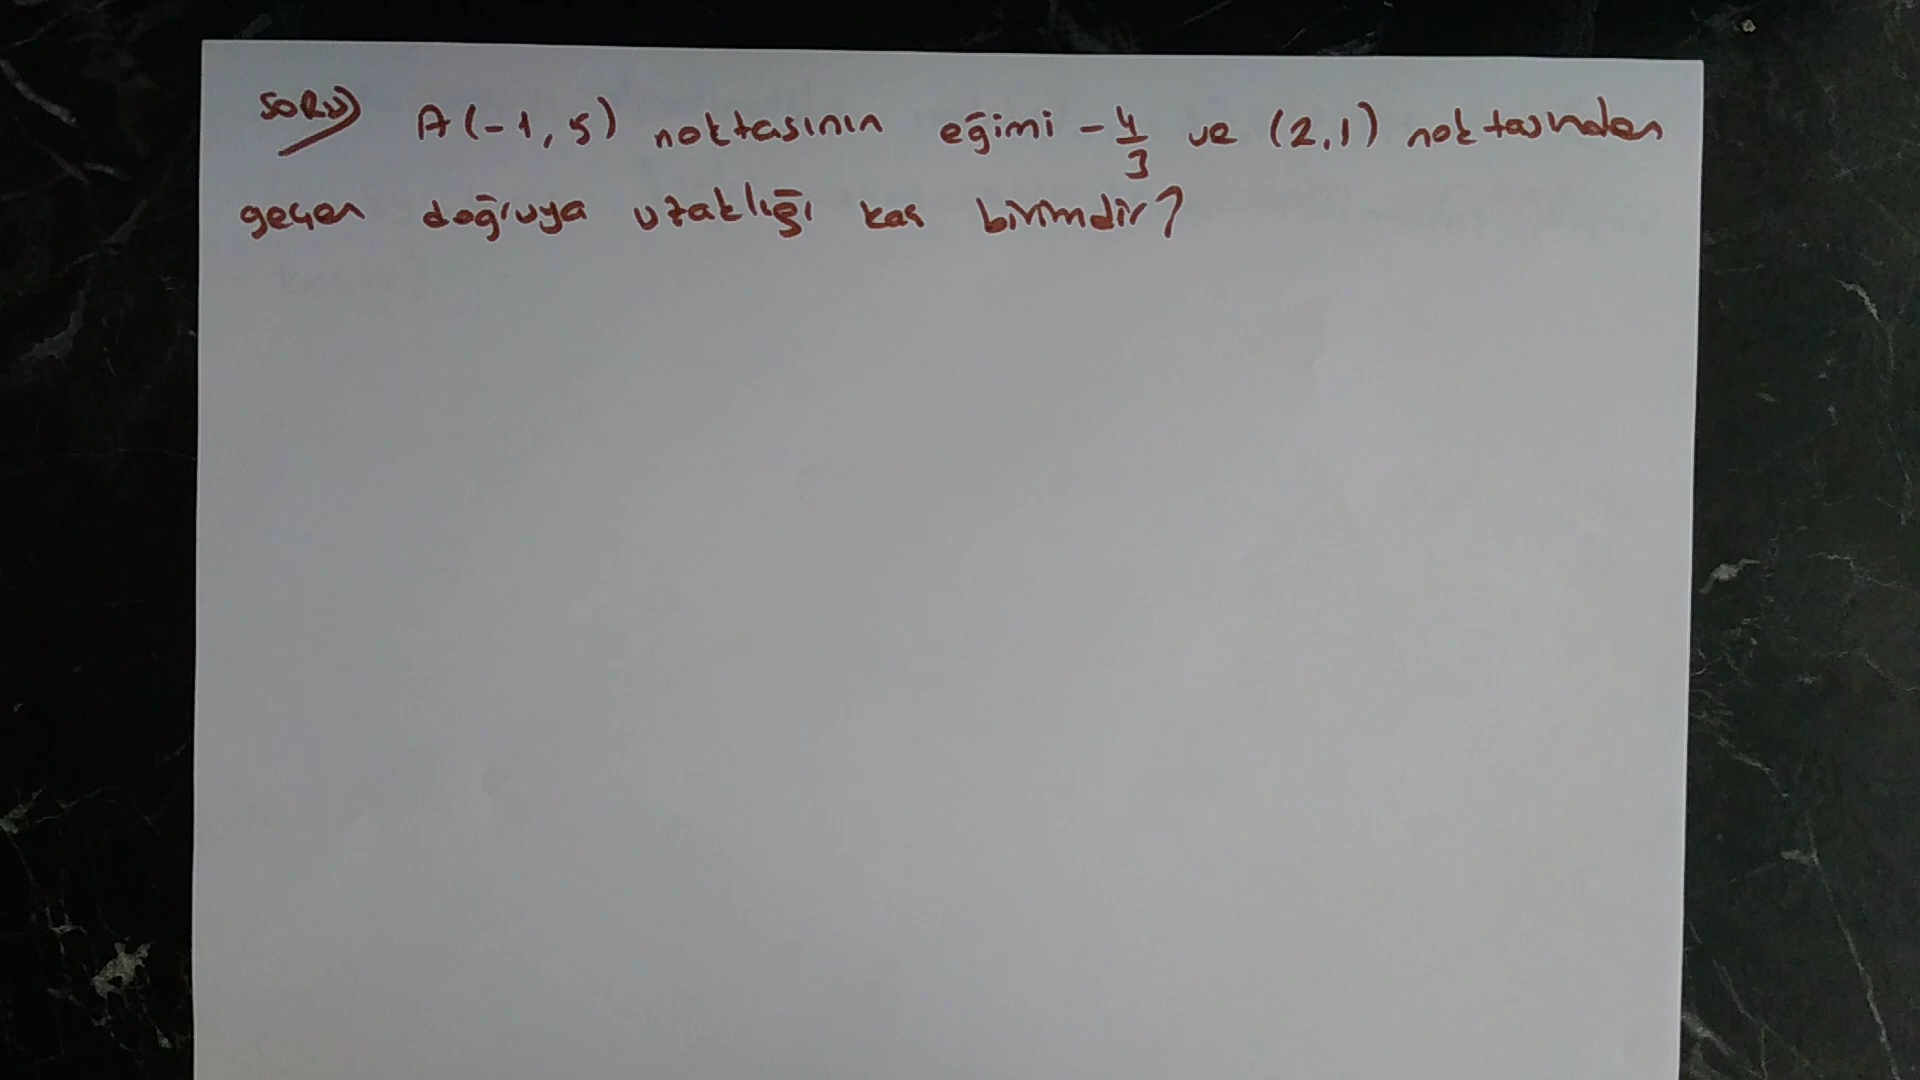 SORU) A(-1,5) noktasının eğimi -4/3 ve (2,1) noktasından
geçen doğruya uzaklığı kaç birimdir?